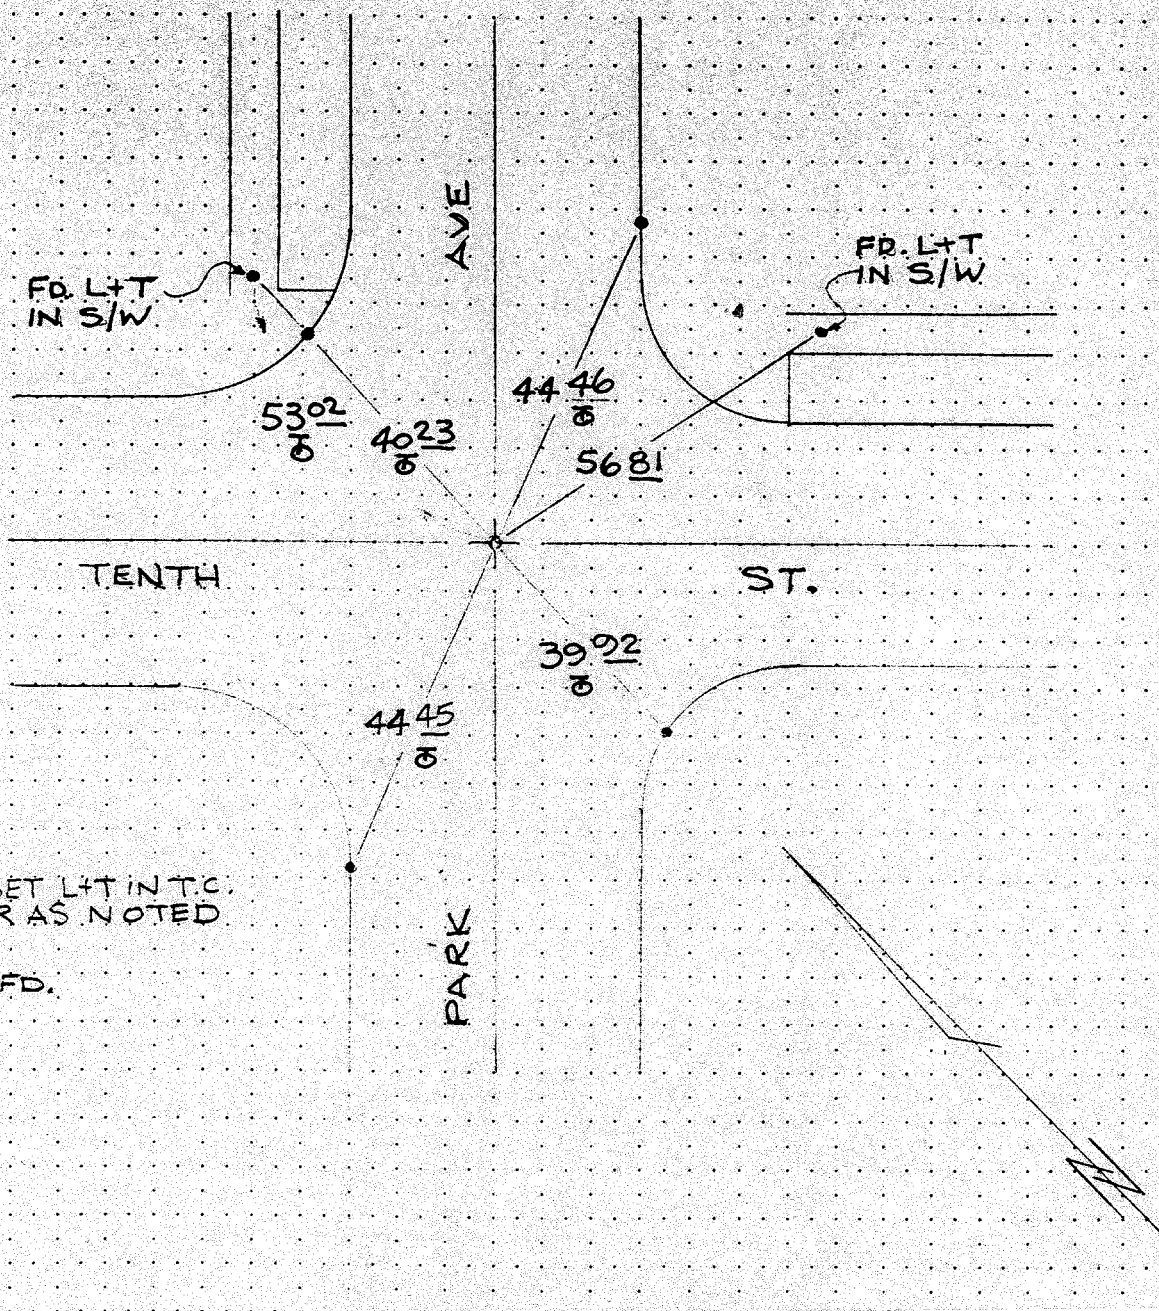 AVE
FD. L+T
IN S/W
FD. L+T
IN S/W
44 46
53 02
40 23
56 81
TENTH
ST.
39 92
44 45
ET L+T IN T.C.
R AS NOTED
FD.
PARK
N